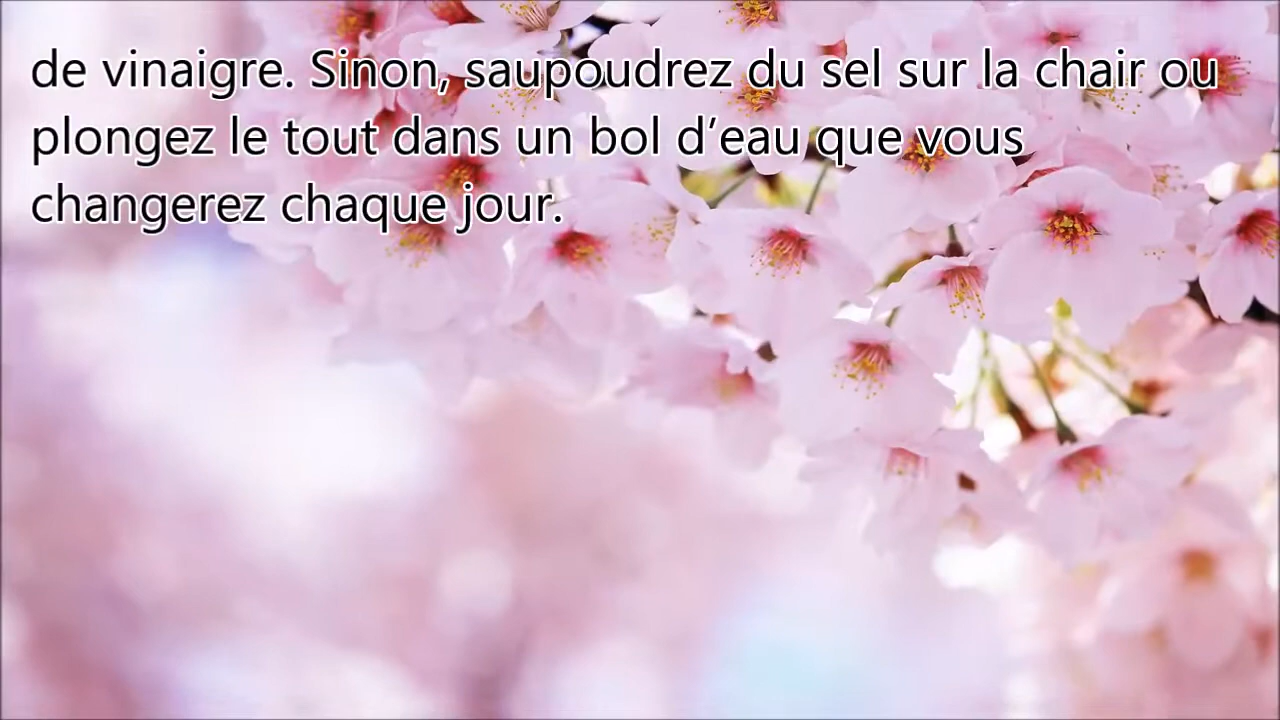 de vinaigre. Sinon, saupoudrez du sel sur la chair ou
plongez le tout dans un bol d’eau que vous
changerez chaque jour.